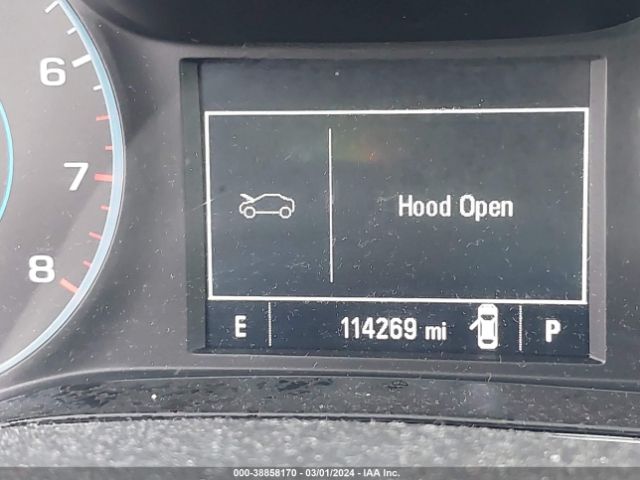 6
7
8
Hood Open
E 114269 mi P
000-38858170 - 03/01/2024 - IAA Inc.